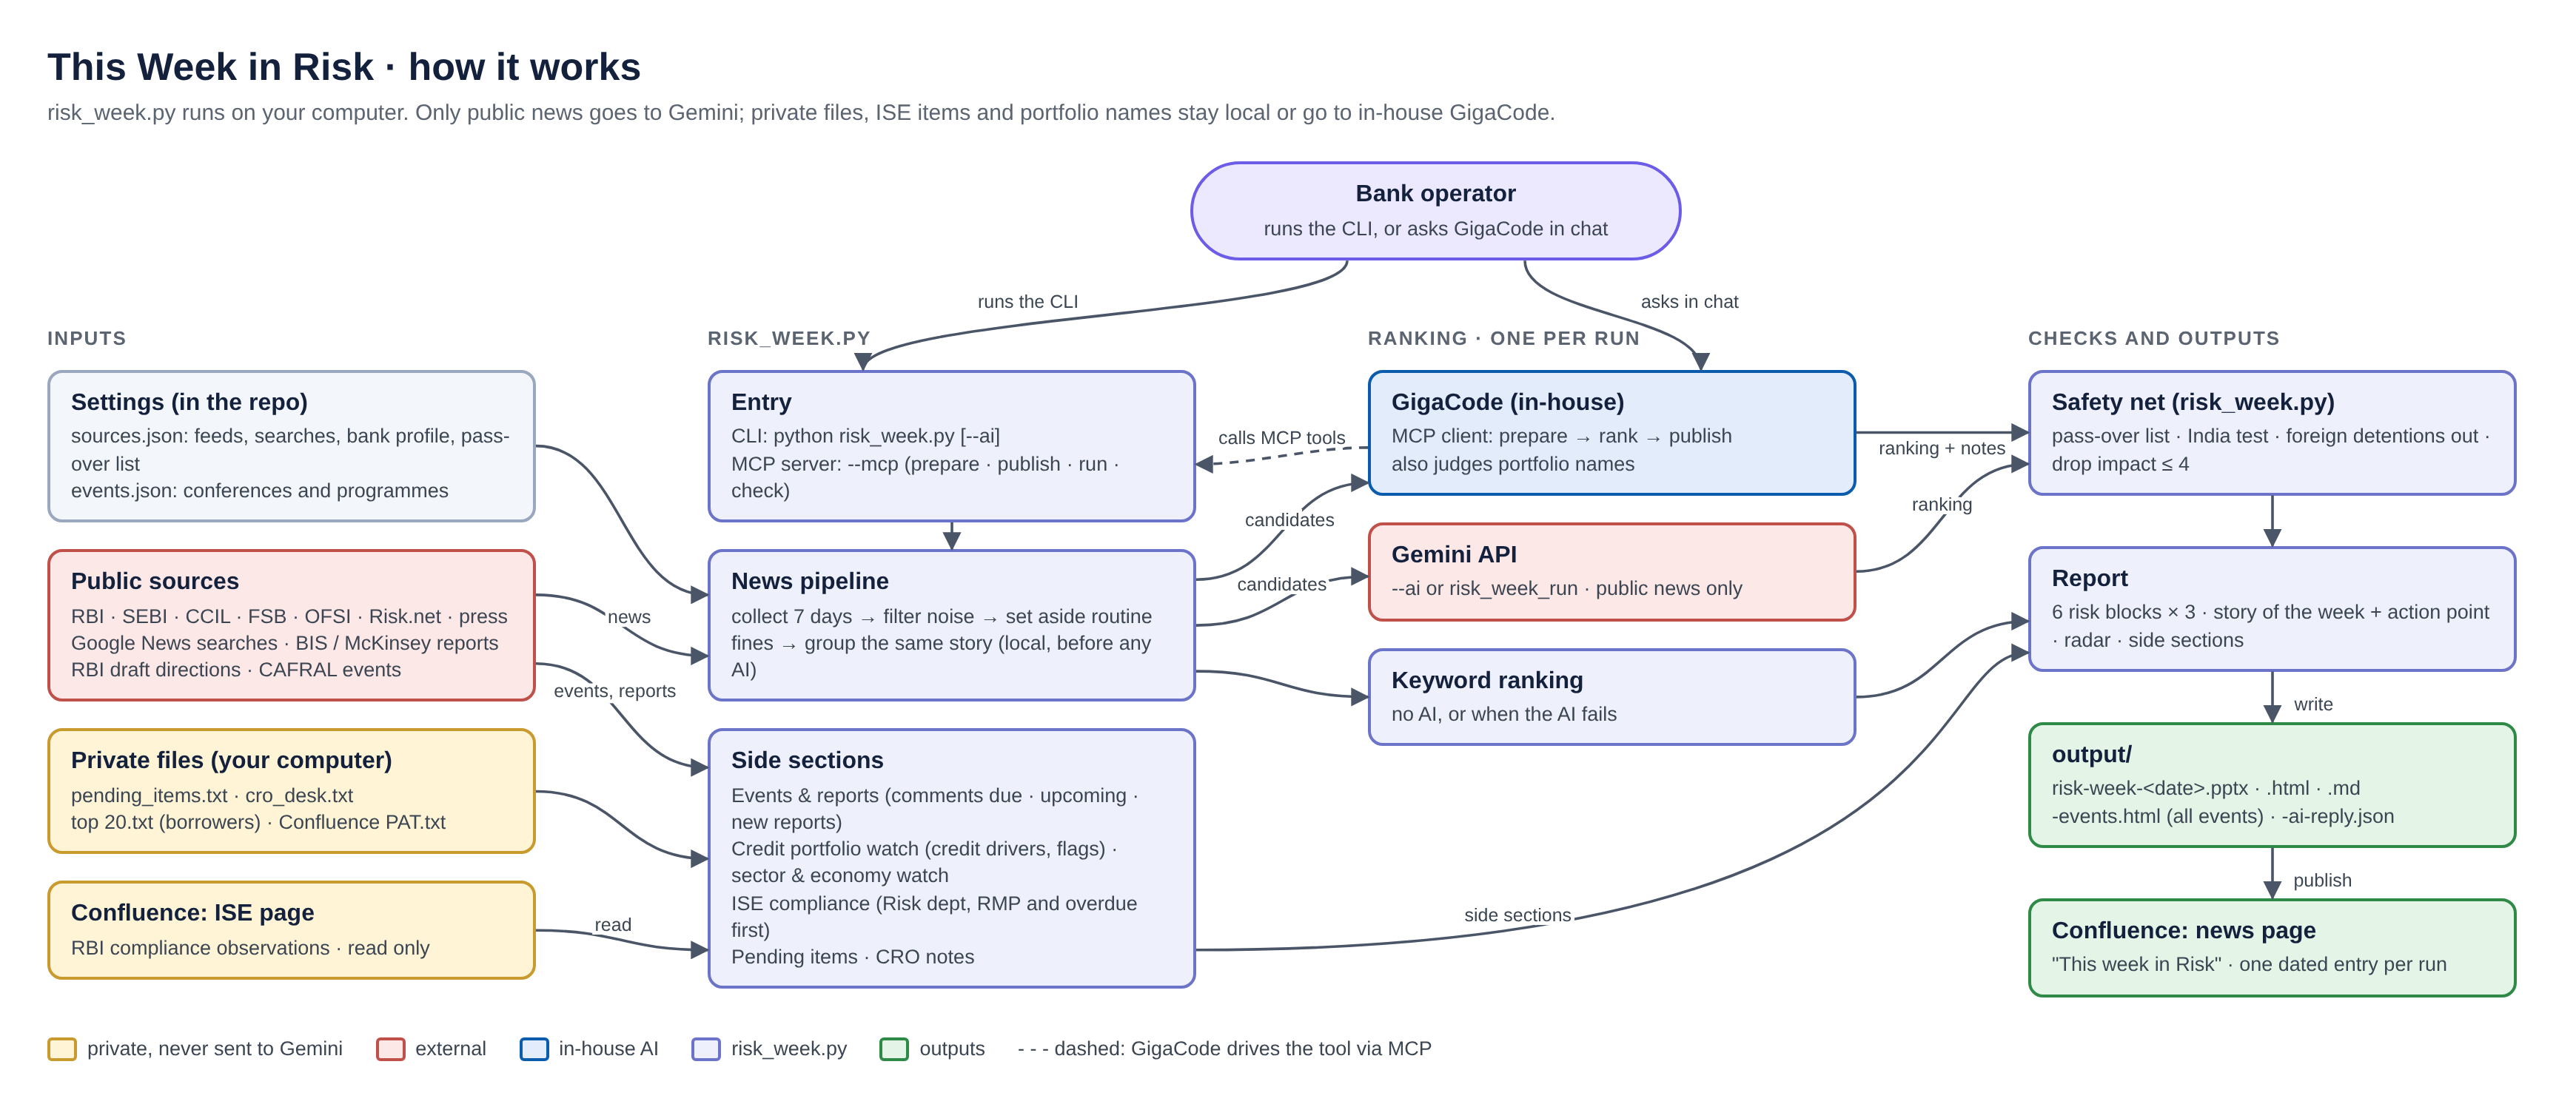 This Week in Risk · how it works
risk_week.py runs on your computer. Only public news goes to Gemini; private files, ISE items and portfolio names stay local or go to in-house GigaCode.
Bank operator
runs the CLI, or asks GigaCode in chat
runs the CLI
asks in chat
INPUTS
Settings (in the repo)
sources.json: feeds, searches, bank profile, pass-
over list
events.json: conferences and programmes
Public sources
RBI · SEBI · CCIL · FSB · OFSI · Risk.net · press
Google News searches · BIS / McKinsey reports
RBI draft directions · CAFRAL events
Private files (your computer)
pending_items.txt · cro_desk.txt
top 20.txt (borrowers) · Confluence PAT.txt
Confluence: ISE page
RBI compliance observations · read only
news
events, reports
read
RISK_WEEK.PY
Entry
CLI: python risk_week.py [--ai]
MCP server: --mcp (prepare · publish · run ·
check)
News pipeline
collect 7 days → filter noise → set aside routine
fines → group the same story (local, before any
AI)
Side sections
Events & reports (comments due · upcoming ·
new reports)
Credit portfolio watch (credit drivers, flags) ·
sector & economy watch
ISE compliance (Risk dept, RMP and overdue
first)
Pending items · CRO notes
calls MCP tools
candidates
candidates
side sections
RANKING · ONE PER RUN
GigaCode (in-house)
MCP client: prepare → rank → publish
also judges portfolio names
Gemini API
--ai or risk_week_run · public news only
Keyword ranking
no AI, or when the AI fails
ranking + notes
ranking
CHECKS AND OUTPUTS
Safety net (risk_week.py)
pass-over list · India test · foreign detentions out ·
drop impact ≤ 4
Report
6 risk blocks × 3 · story of the week + action point
· radar · side sections
write
output/
risk-week-<date>.pptx · .html · .md
-events.html (all events) · -ai-reply.json
publish
Confluence: news page
"This week in Risk" · one dated entry per run
private, never sent to Gemini
external
in-house AI
risk_week.py
outputs
- - - dashed: GigaCode drives the tool via MCP